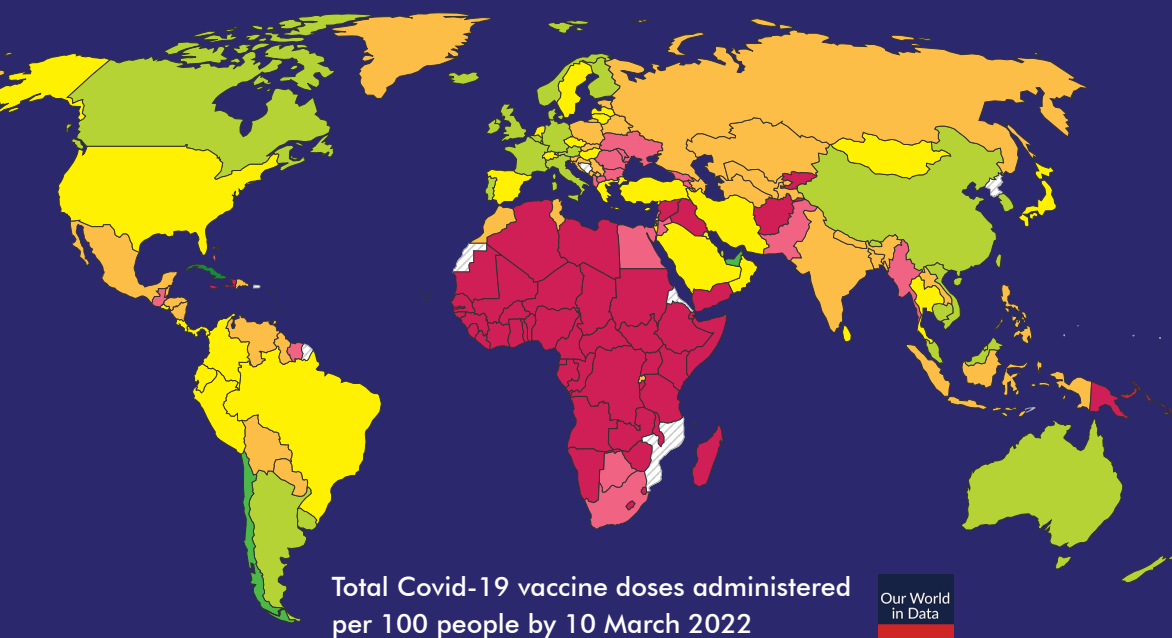 Total Covid-19 vaccine doses administered
per 100 people by 10 March 2022
Our World
in Data